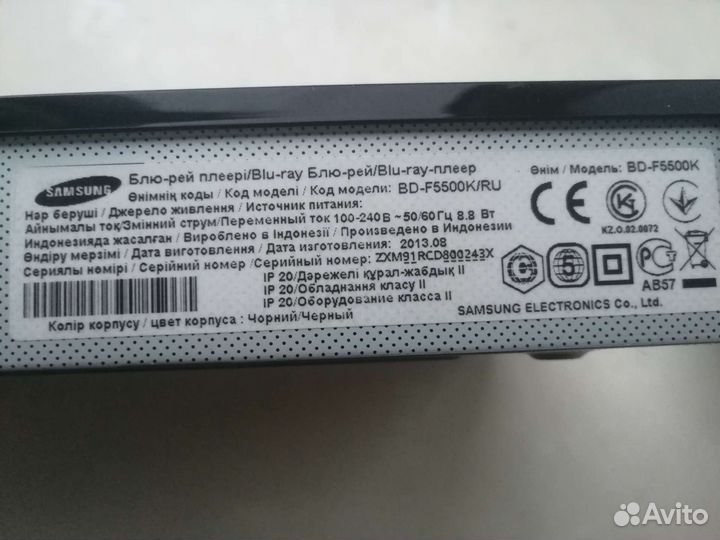 SAMSUNG
Блю-рей плеері/Blu-ray Блю-рей/Blu-ray-плеер
Өнім / Модель: BD-F5500K
Өнімнің коды / Код моделі / Код модели: BD-F5500K/RU
Нәр беруші / Джерело живлення / Источник питания:
Айнымалы ток/Змінний струм/Переменный ток 100-240В ~50/60Гц 8.8 Вт
Индонезияда жасалған / Вироблено в Індонезії / Произведено в Индонезии
Өндіру мерзімі / Дата виготовлення / Дата изготовления : 2013.08
Сериялы нөмірі / Серійний номер /Серийный номер: ZXM91RCD800243X
IP 20/Дәрежелі құрал-жабдық II
IP 20/Обладнання класу II
IP 20/Оборудование класса II
Колір корпусу / цвет корпуса : Чорний/Черный
CE
KZ.O.02.0072
5
AB57
SAMSUNG ELECTRONICS Co., Ltd.
Avito